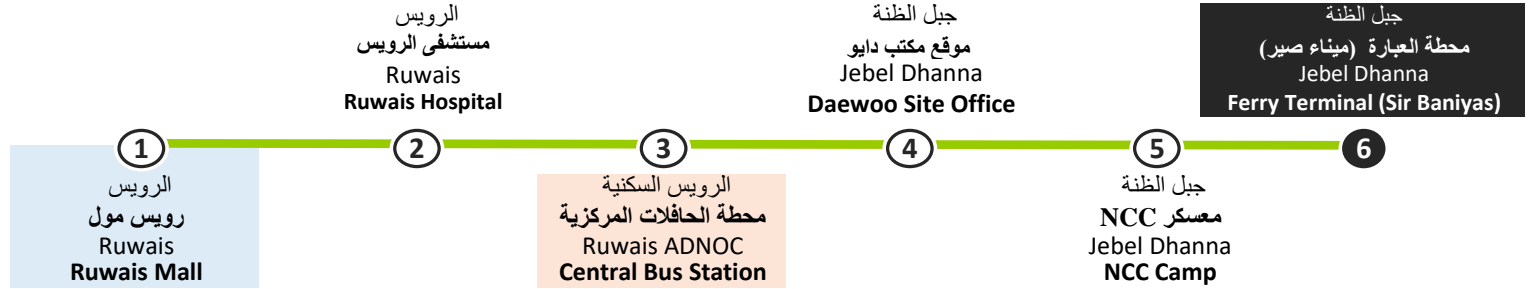 الرويس
مستشفى الرويس
Ruwais
Ruwais Hospital
جبل الظنة
موقع مكتب دايو
Jebel Dhanna
Daewoo Site Office
جبل الظنة
محطة العبارة (ميناء صير)
Jebel Dhanna
Ferry Terminal (Sir Baniyas)
1
2
3
4
5
6
الرويس
رويس مول
Ruwais
Ruwais Mall
الرويس السكنية
محطة الحافلات المركزية
Ruwais ADNOC
Central Bus Station
جبل الظنة
معسكر NCC
Jebel Dhanna
NCC Camp